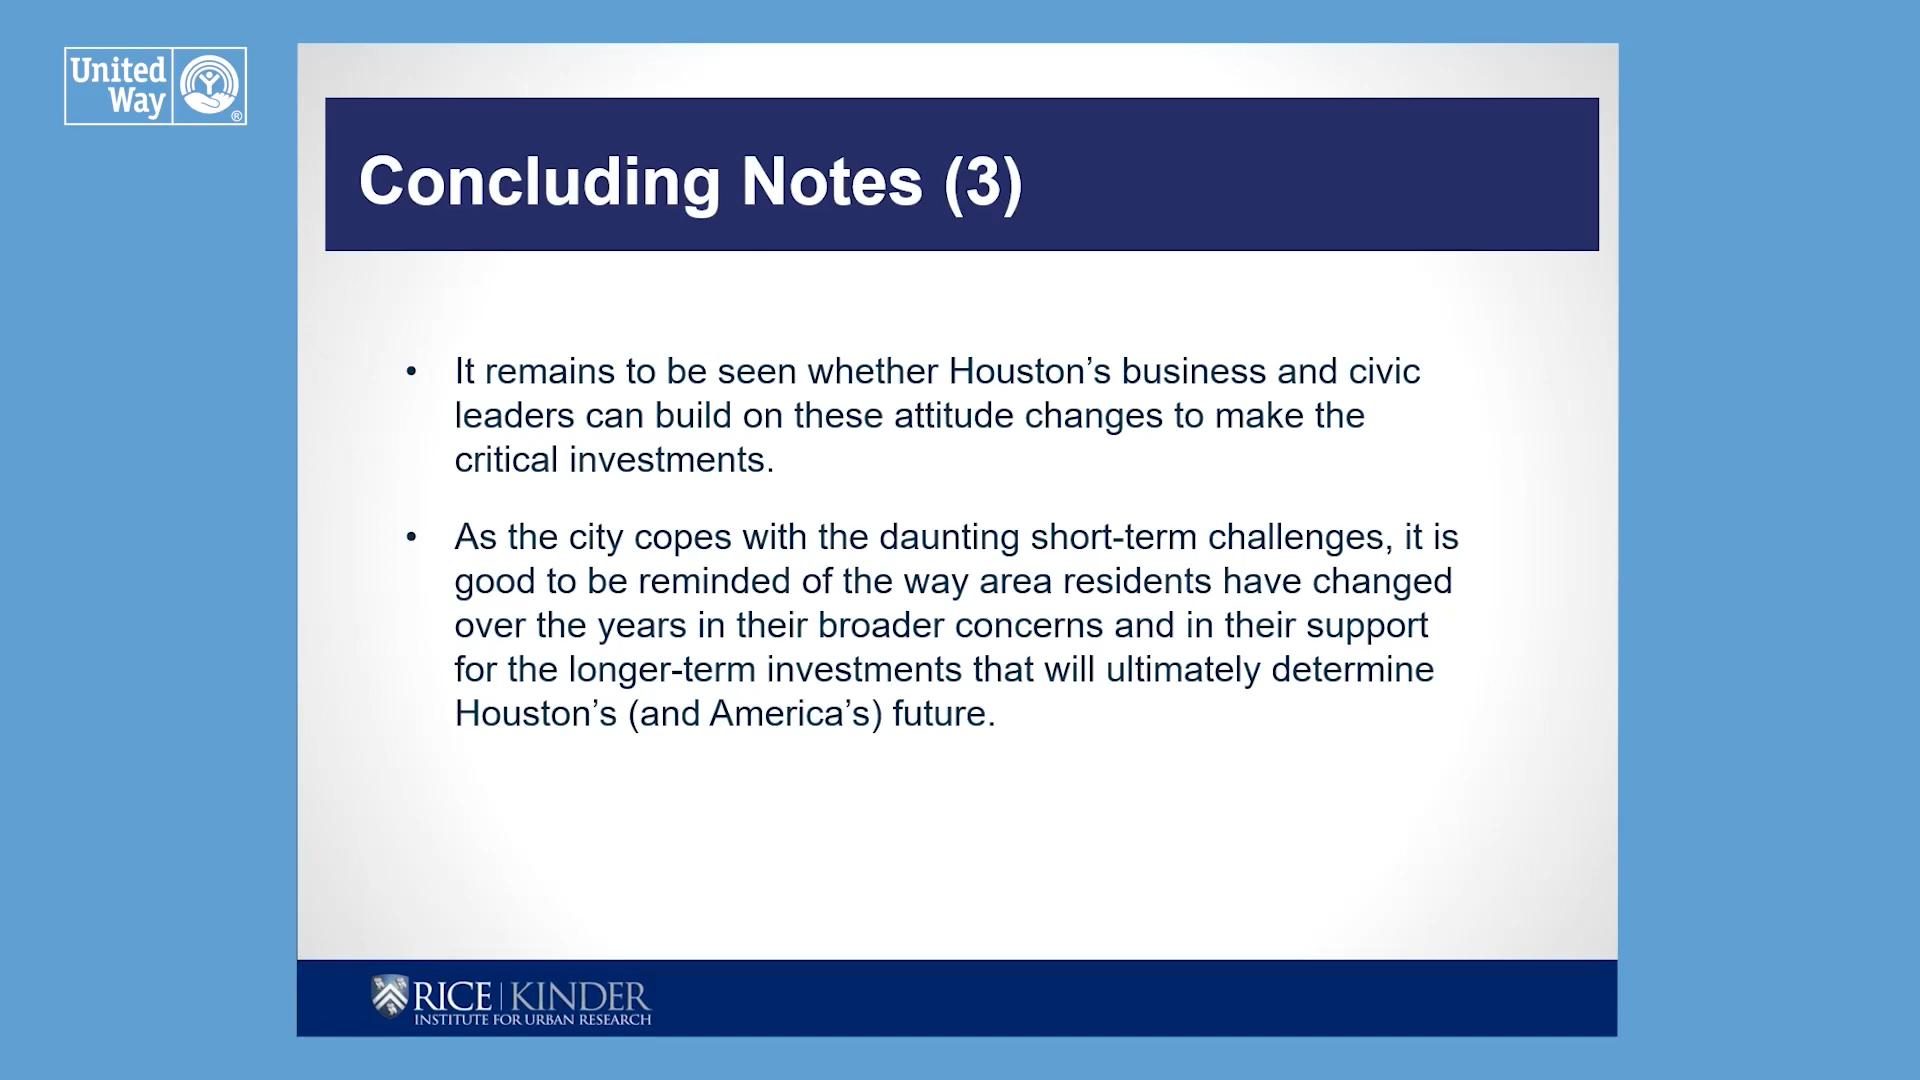 United
Way
®
Concluding Notes (3)
• It remains to be seen whether Houston’s business and civic
leaders can build on these attitude changes to make the
critical investments.
• As the city copes with the daunting short-term challenges, it is
good to be reminded of the way area residents have changed
over the years in their broader concerns and in their support
for the longer-term investments that will ultimately determine
Houston’s (and America’s) future.
RICE | KINDER
INSTITUTE FOR URBAN RESEARCH